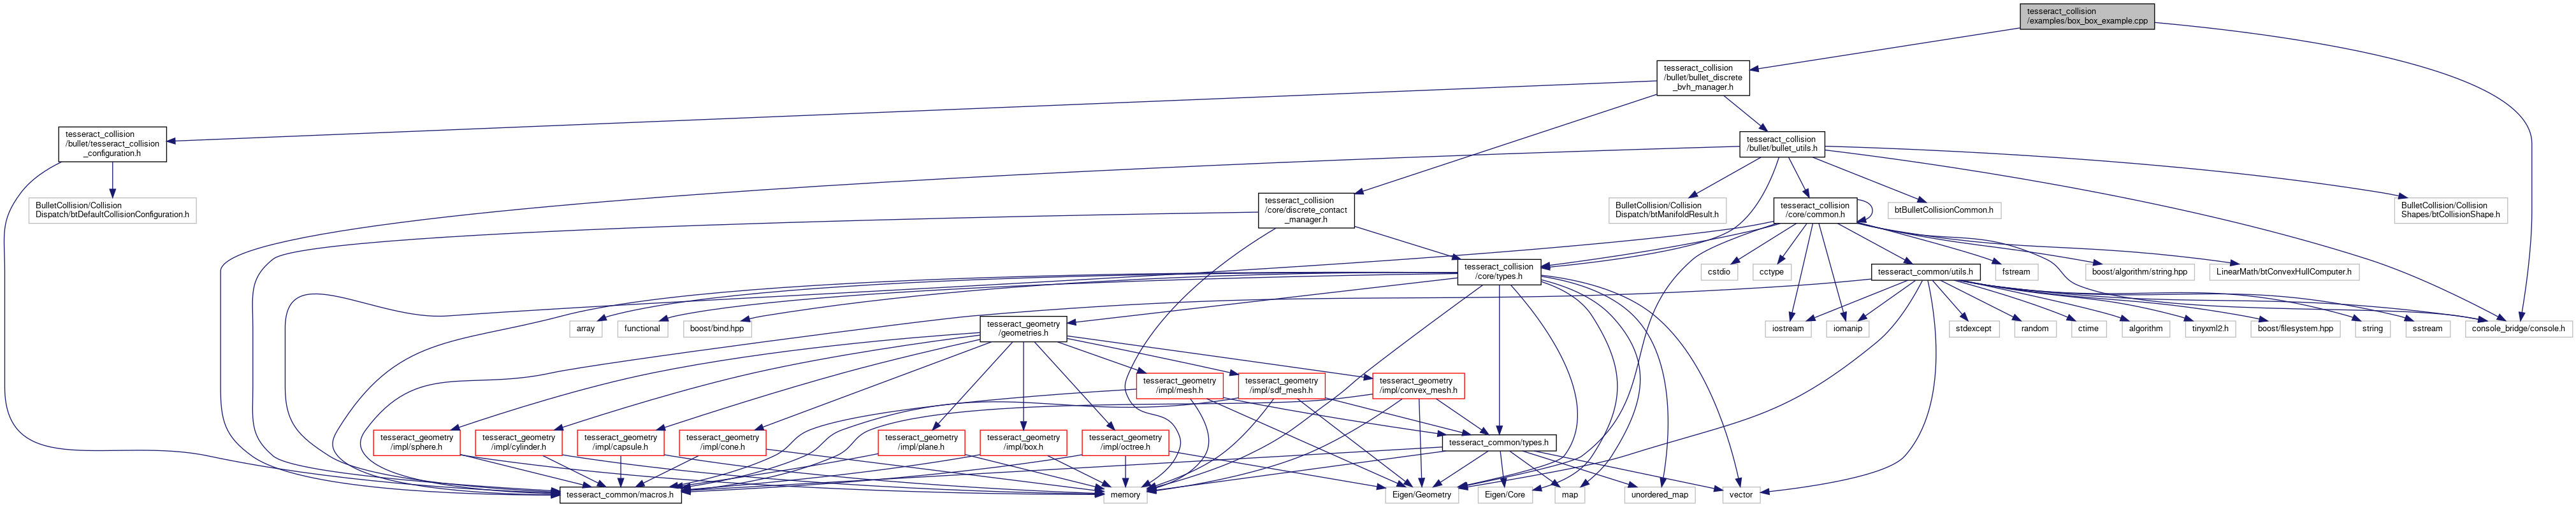 tesseract_collision
/examples/box_box_example.cpp
tesseract_collision
/bullet/bullet_discrete
_bvh_manager.h
tesseract_collision
/bullet/tesseract_collision
_configuration.h
tesseract_collision
/bullet/bullet_utils.h
BulletCollision/Collision
Dispatch/btDefaultCollisionConfiguration.h
tesseract_collision
/core/discrete_contact
_manager.h
BulletCollision/Collision
Dispatch/btManifoldResult.h
tesseract_collision
/core/common.h
btBulletCollisionCommon.h
BulletCollision/Collision
Shapes/btCollisionShape.h
tesseract_collision
/core/types.h
cstdio
cctype
tesseract_common/utils.h
fstream
boost/algorithm/string.hpp
LinearMath/btConvexHullComputer.h
array
functional
boost/bind.hpp
tesseract_geometry
/geometries.h
iostream
iomanip
stdexcept
random
ctime
algorithm
tinyxml2.h
boost/filesystem.hpp
string
sstream
console_bridge/console.h
tesseract_geometry
/impl/mesh.h
tesseract_geometry
/impl/sdf_mesh.h
tesseract_geometry
/impl/convex_mesh.h
tesseract_geometry
/impl/sphere.h
tesseract_geometry
/impl/cylinder.h
tesseract_geometry
/impl/capsule.h
tesseract_geometry
/impl/cone.h
tesseract_geometry
/impl/plane.h
tesseract_geometry
/impl/box.h
tesseract_geometry
/impl/octree.h
tesseract_common/types.h
tesseract_common/macros.h
memory
Eigen/Geometry
Eigen/Core
map
unordered_map
vector